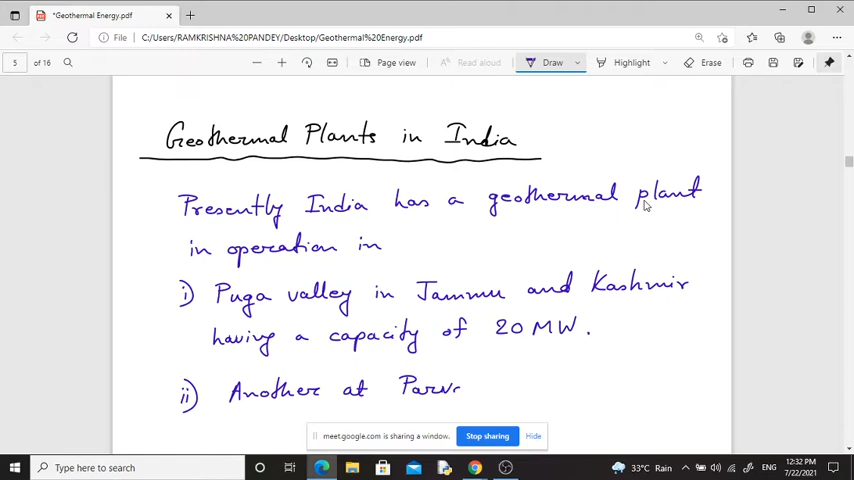 *Geothermal Energy.pdf
File
C:/Users/RAMKRISHNA%20PANDEY/Desktop/Geothermal%20Energy.pdf
5 of 16
Page view
Read aloud
Draw
Highlight
Erase
Geothermal Plants in India
Presently India has a geothermal plant
in operation in
i) Puga valley in Jammu and Kashmir
having a capacity of 20 MW.
ii) Another at Parv
meet.google.com is sharing a window.
Stop sharing
Hide
Type here to search
33°C Rain
ENG
12:32 PM
7/22/2021